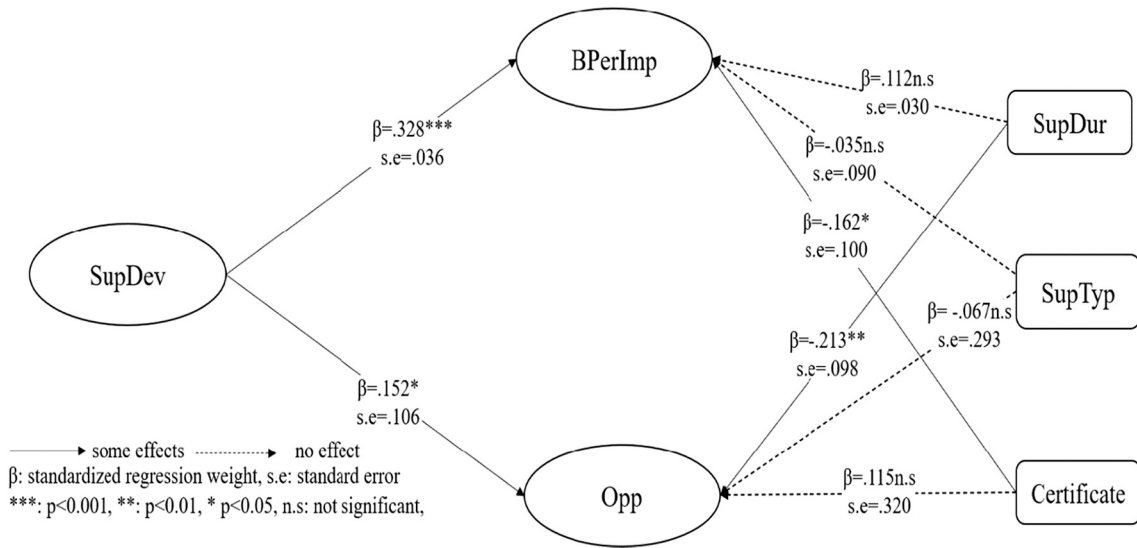 BPerImp
β=.112n.s
s.e=.030
SupDur
β=.328***
s.e=.036
β=-.035n.s
s.e=.090
β=-.162*
s.e=.100
SupDev
SupTyp
β= -.067n.s
s.e=.293
β=-.213**
s.e=.098
β=.152*
s.e=.106
some effects no effect
β: standardized regression weight, s.e: standard error
***: p<0.001, **: p<0.01, * p<0.05, n.s: not significant,
Opp
β=.115n.s
s.e=.320
Certificate